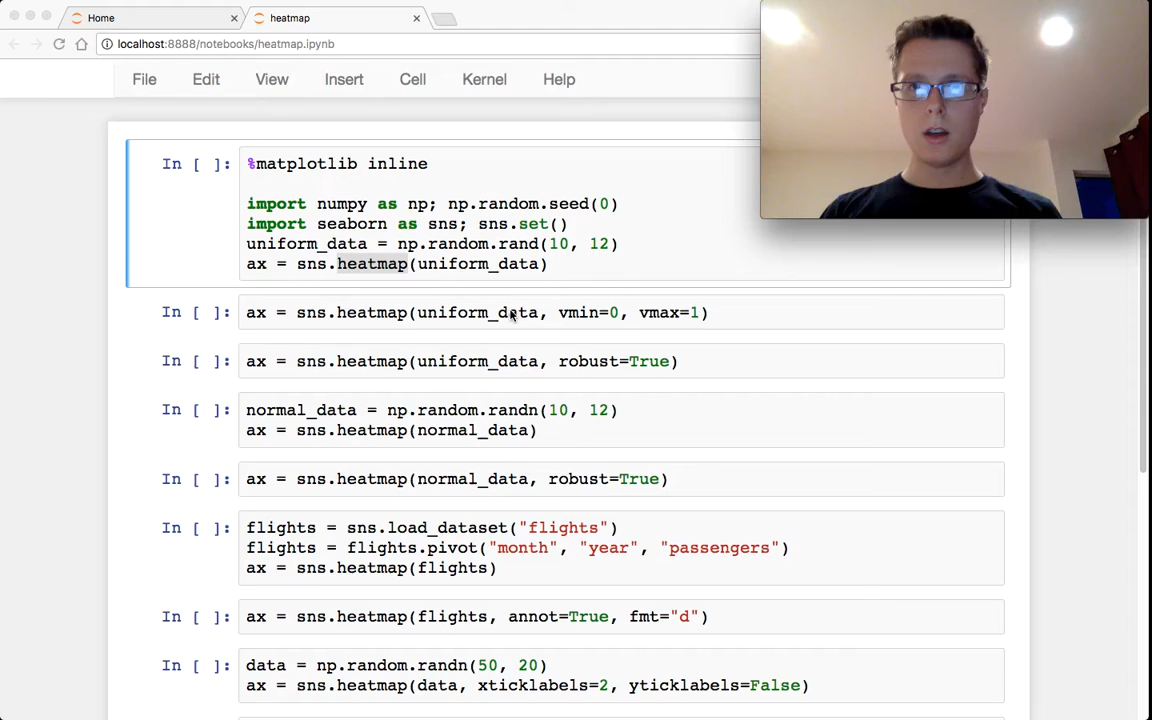 Home
heatmap
localhost:8888/notebooks/heatmap.ipynb
File Edit View Insert Cell Kernel Help
In [ ]: %matplotlib inline
import numpy as np; np.random.seed(0)
import seaborn as sns; sns.set()
uniform_data = np.random.rand(10, 12)
ax = sns.heatmap(uniform_data)
In [ ]: ax = sns.heatmap(uniform_data, vmin=0, vmax=1)
In [ ]: ax = sns.heatmap(uniform_data, robust=True)
In [ ]: normal_data = np.random.randn(10, 12)
ax = sns.heatmap(normal_data)
In [ ]: ax = sns.heatmap(normal_data, robust=True)
In [ ]: flights = sns.load_dataset("flights")
flights = flights.pivot("month", "year", "passengers")
ax = sns.heatmap(flights)
In [ ]: ax = sns.heatmap(flights, annot=True, fmt="d")
In [ ]: data = np.random.randn(50, 20)
ax = sns.heatmap(data, xticklabels=2, yticklabels=False)